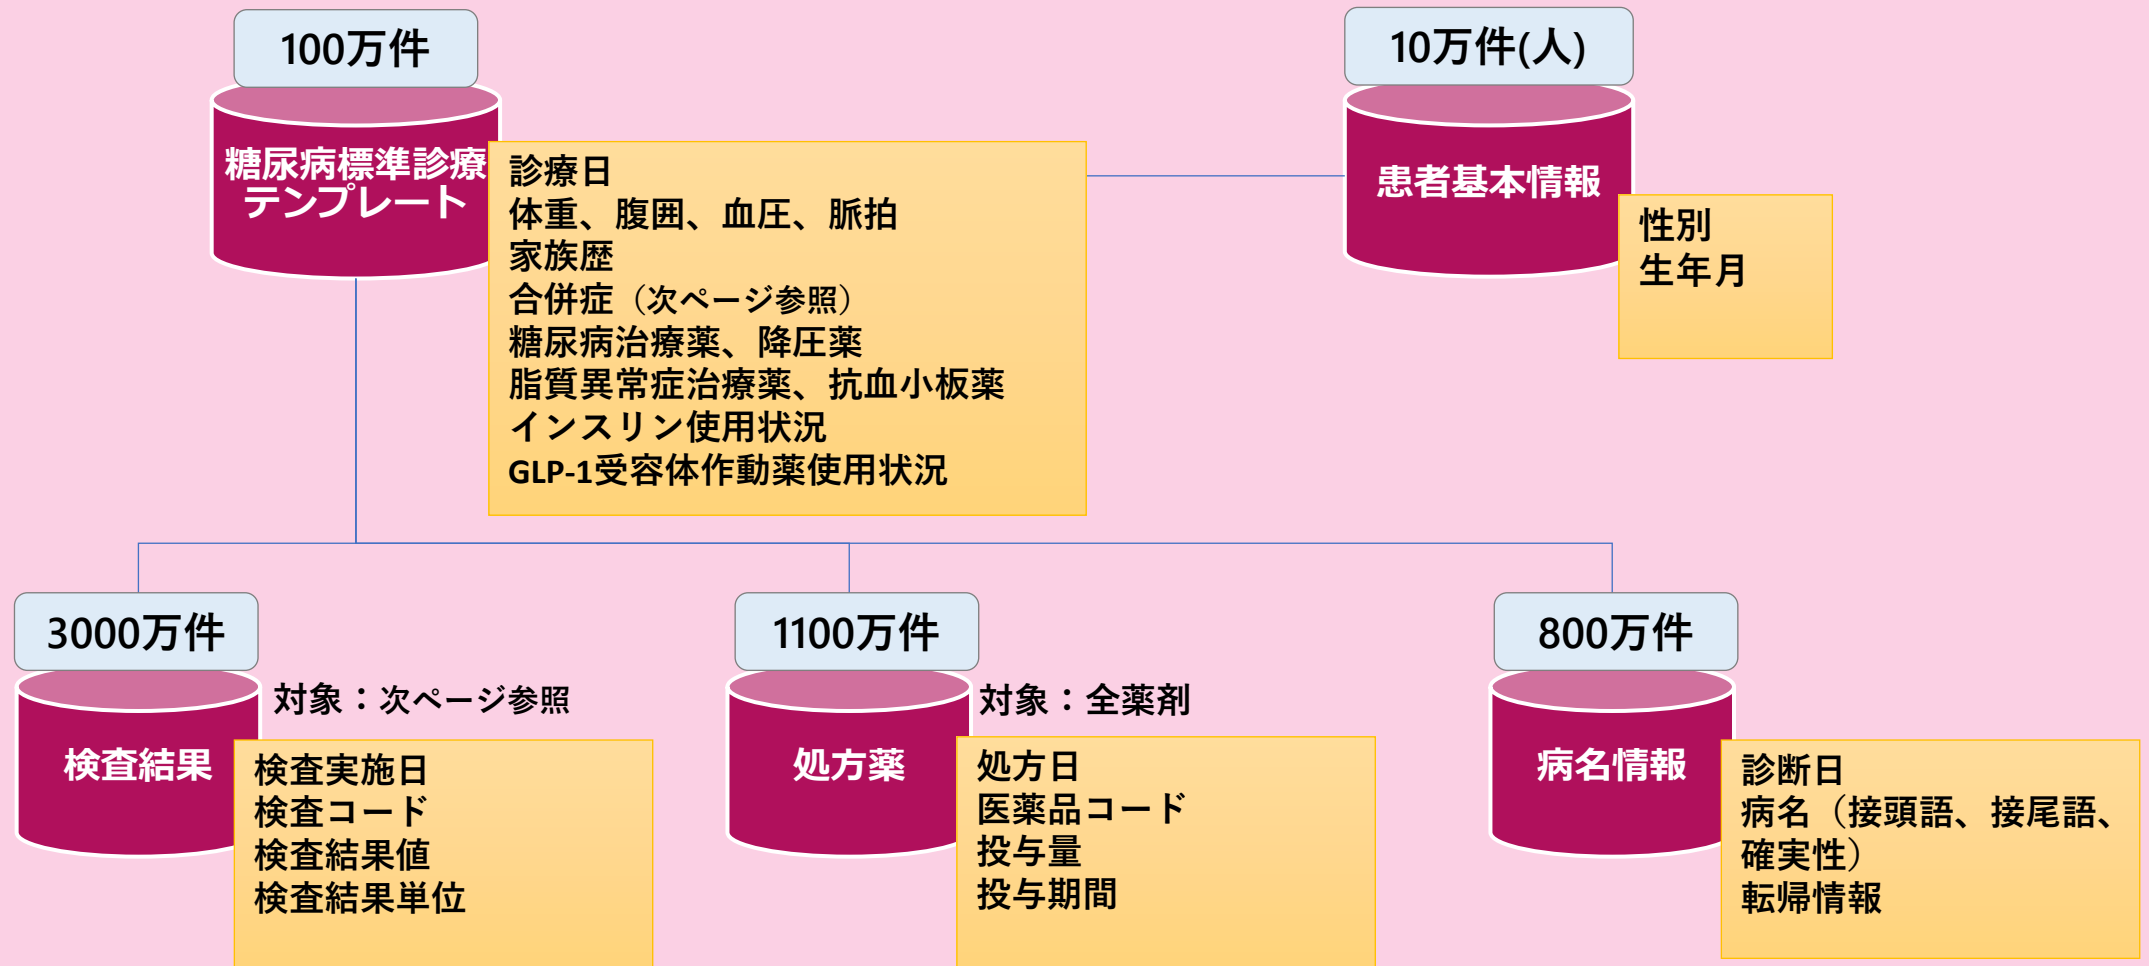 100万件
糖尿病標準診療
テンプレート
診療日
体重、腹囲、血圧、脈拍
家族歴
合併症（次ページ参照）
糖尿病治療薬、降圧薬
脂質異常症治療薬、抗血小板薬
インスリン使用状況
GLP-1受容体作動薬使用状況
10万件(人)
患者基本情報
性別
生年月
3000万件
対象：次ページ参照
検査結果
検査実施日
検査コード
検査結果値
検査結果単位
1100万件
対象：全薬剤
処方薬
処方日
医薬品コード
投与量
投与期間
800万件
病名情報
診断日
病名（接頭語、接尾語、
確実性）
転帰情報